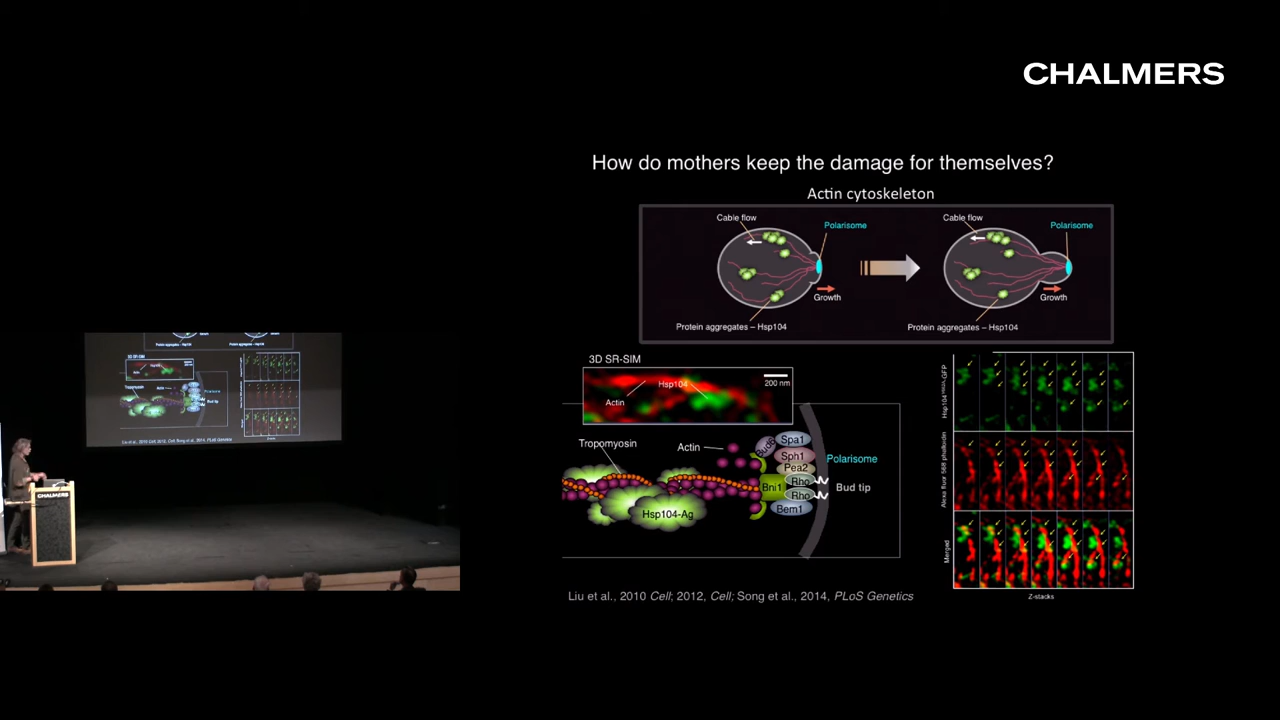 CHALMERS
How do mothers keep the damage for themselves?
Actin cytoskeleton
Cable flow
Polarisome
Growth
Protein aggregates – Hsp104
Cable flow
Polarisome
Growth
Protein aggregates – Hsp104
3D SR-SIM
Hsp104
Actin
200 nm
Tropomyosin
Actin
Hsp104-Ag
Bud6
Spa1
Sph1
Pea2
Bni1
Rho
Rho
Bem1
Polarisome
Bud tip
Alexa fluor 568 phalloidin
Merged
Z-stacks
Liu et al., 2010 Cell; 2012, Cell; Song et al., 2014, PLoS Genetics
CHALMERS